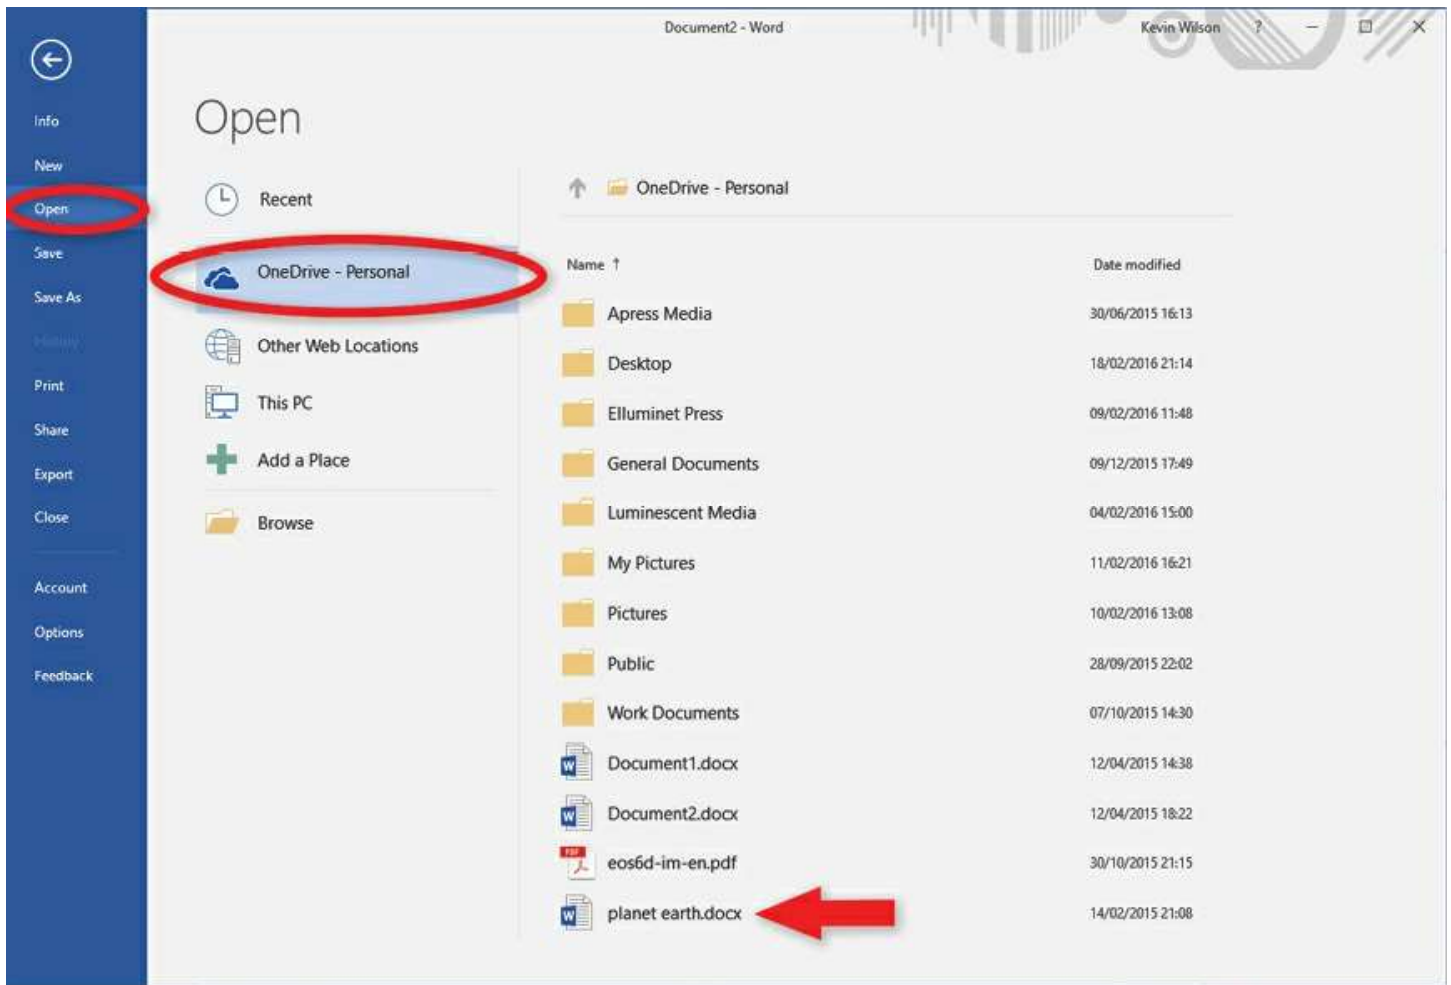 Document2 - Word
Kevin Wilson ?
Info
New
Open
Save
Save As
History
Print
Share
Export
Close
Account
Options
Feedback
Open
Recent
OneDrive - Personal
Other Web Locations
This PC
Add a Place
Browse
OneDrive - Personal
Name ↑ Date modified
Apress Media 30/06/2015 16:13
Desktop 18/02/2016 21:14
Elluminet Press 09/02/2016 11:48
General Documents 09/12/2015 17:49
Luminescent Media 04/02/2016 15:00
My Pictures 11/02/2016 16:21
Pictures 10/02/2016 13:08
Public 28/09/2015 22:02
Work Documents 07/10/2015 14:30
Document1.docx 12/04/2015 14:38
Document2.docx 12/04/2015 18:22
PDF eos6d-im-en.pdf 30/10/2015 21:15
planet earth.docx 14/02/2015 21:08